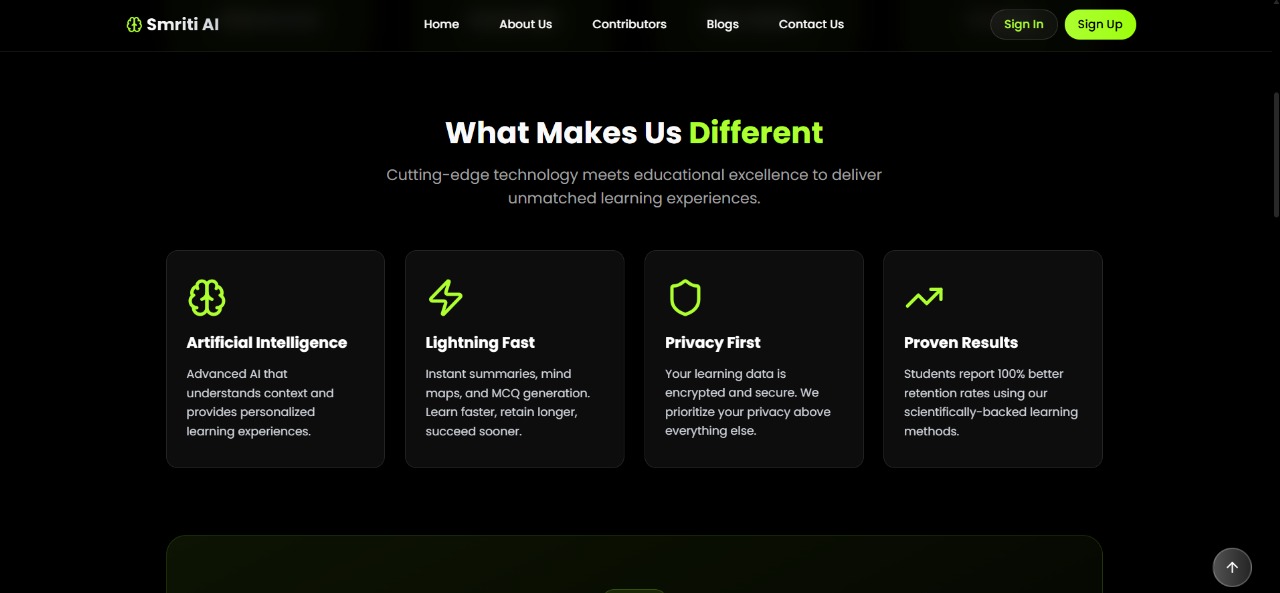 Smriti AI
Home
About Us
Contributors
Blogs
Contact Us
Sign In
Sign Up
What Makes Us Different
Cutting-edge technology meets educational excellence to deliver
unmatched learning experiences.
Artificial Intelligence
Advanced AI that
understands context and
provides personalized
learning experiences.
Lightning Fast
Instant summaries, mind
maps, and MCQ generation.
Learn faster, retain longer,
succeed sooner.
Privacy First
Your learning data is
encrypted and secure. We
prioritize your privacy above
everything else.
Proven Results
Students report 100% better
retention rates using our
scientifically-backed learning
methods.